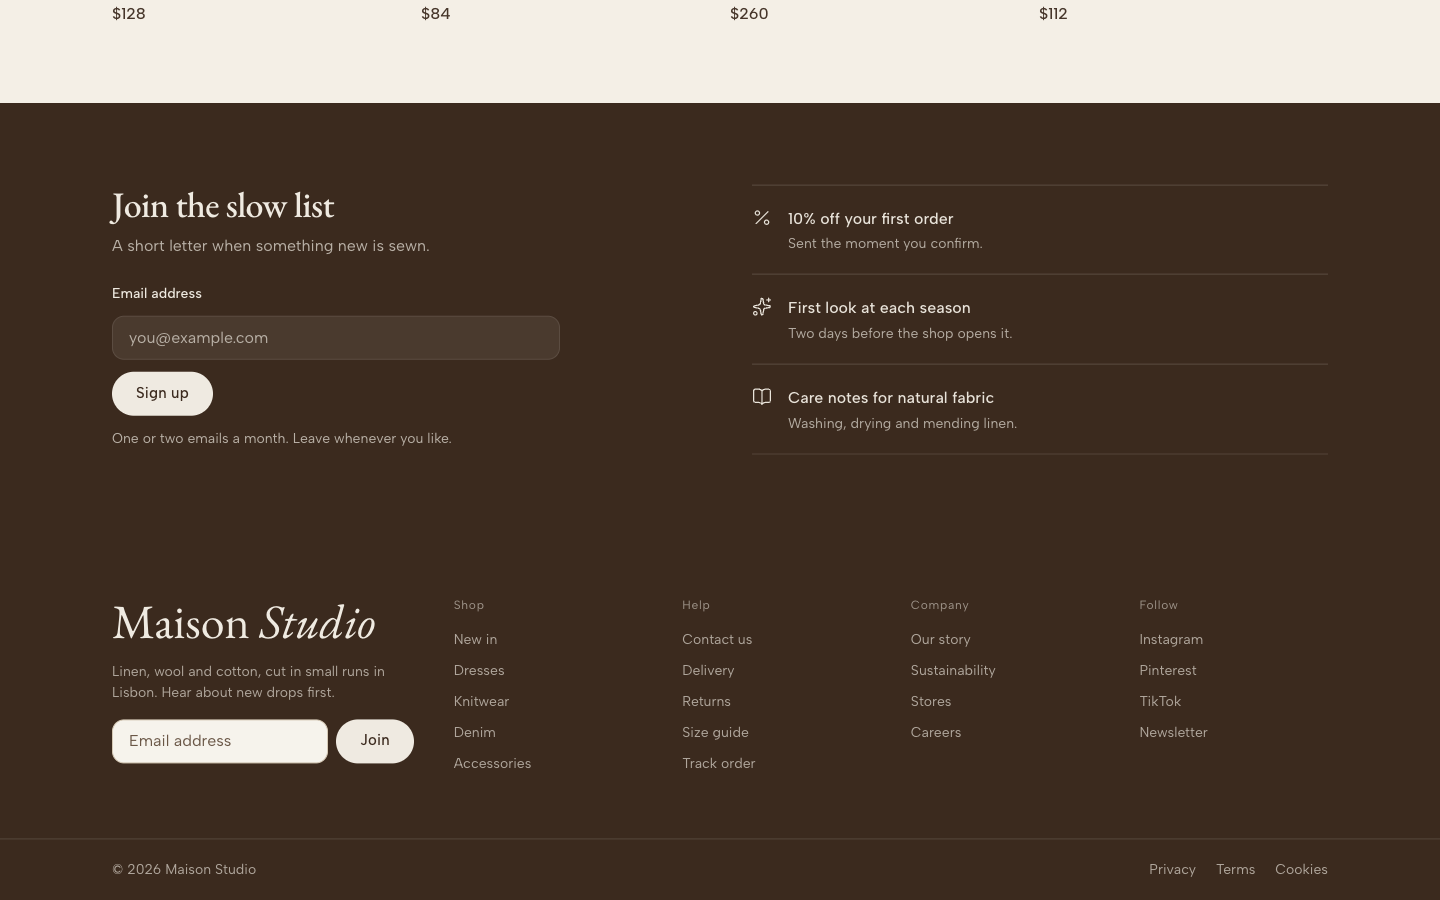 $128
$84
$260
$112
Join the slow list
A short letter when something new is sewn.
Email address
you@example.com
Sign up
One or two emails a month. Leave whenever you like.
10% off your first order
Sent the moment you confirm.
First look at each season
Two days before the shop opens it.
Care notes for natural fabric
Washing, drying and mending linen.
Maison Studio
Linen, wool and cotton, cut in small runs in
Lisbon. Hear about new drops first.
Email address
Join
Shop
New in
Dresses
Knitwear
Denim
Accessories
Help
Contact us
Delivery
Returns
Size guide
Track order
Company
Our story
Sustainability
Stores
Careers
Follow
Instagram
Pinterest
TikTok
Newsletter
© 2026 Maison Studio
Privacy
Terms
Cookies